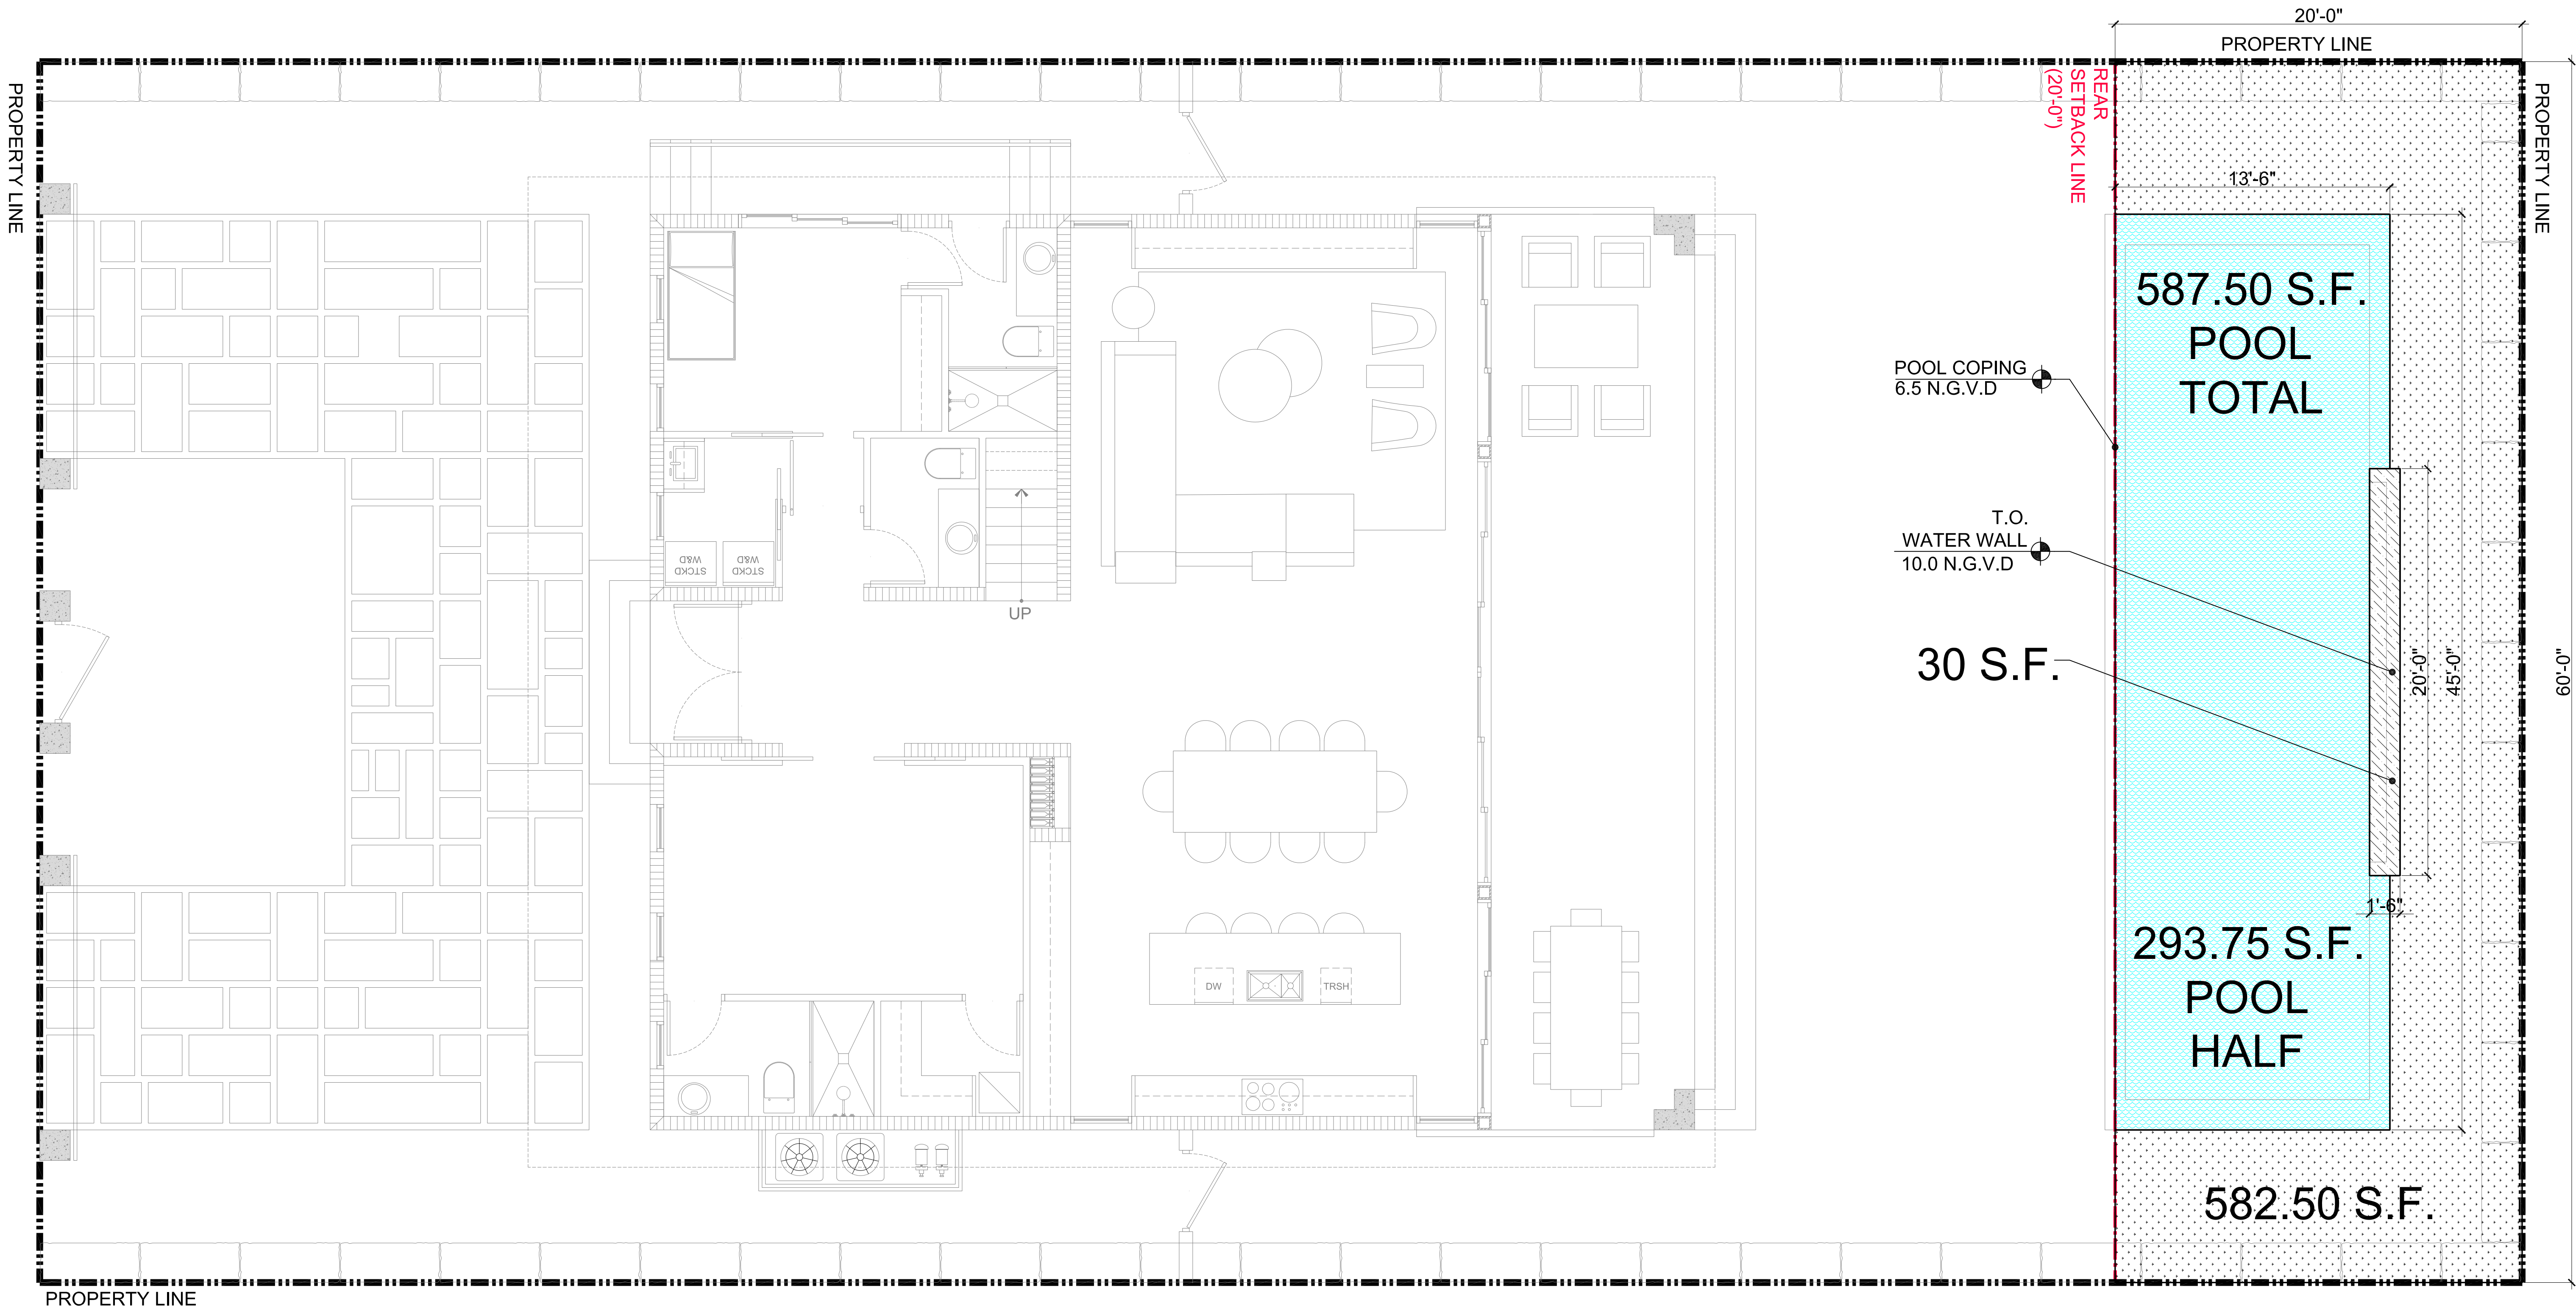 20'-0"
PROPERTY LINE
PROPERTY LINE
REAR
SETBACK LINE
(20'-0")
PROPERTY LINE
13'-6"
587.50 S.F.
POOL
TOTAL
POOL COPING
6.5 N.G.V.D
T.O.
WATER WALL
10.0 N.G.V.D
30 S.F.
20'-0"
45'-0"
60'-0"
STCKD
W&D
STCKD
W&D
UP
1'-6"
293.75 S.F.
POOL
HALF
DW
TRSH
582.50 S.F.
PROPERTY LINE